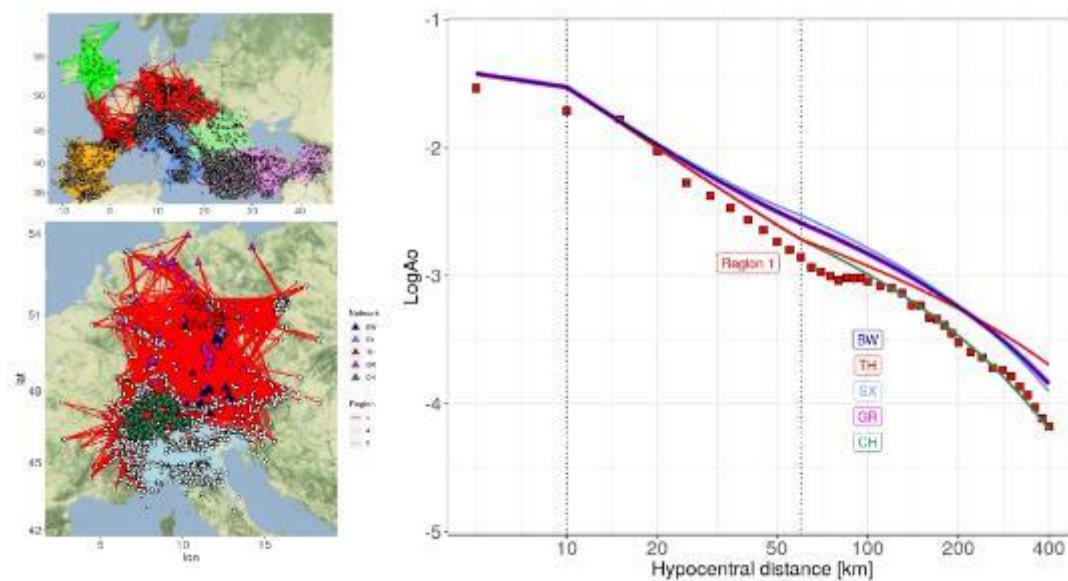 55
50
45
40
35
-10 0 10 20 30 40
54
51
48
45
42
lat
5 10 15
lon
Network
BW
SX
TH
GR
CH
Region
-1
-2
-3
-4
-5
LogAo
Region 1
BW
TH
SX
GR
CH
10 20 50 100 200 400
Hypocentral distance [km]